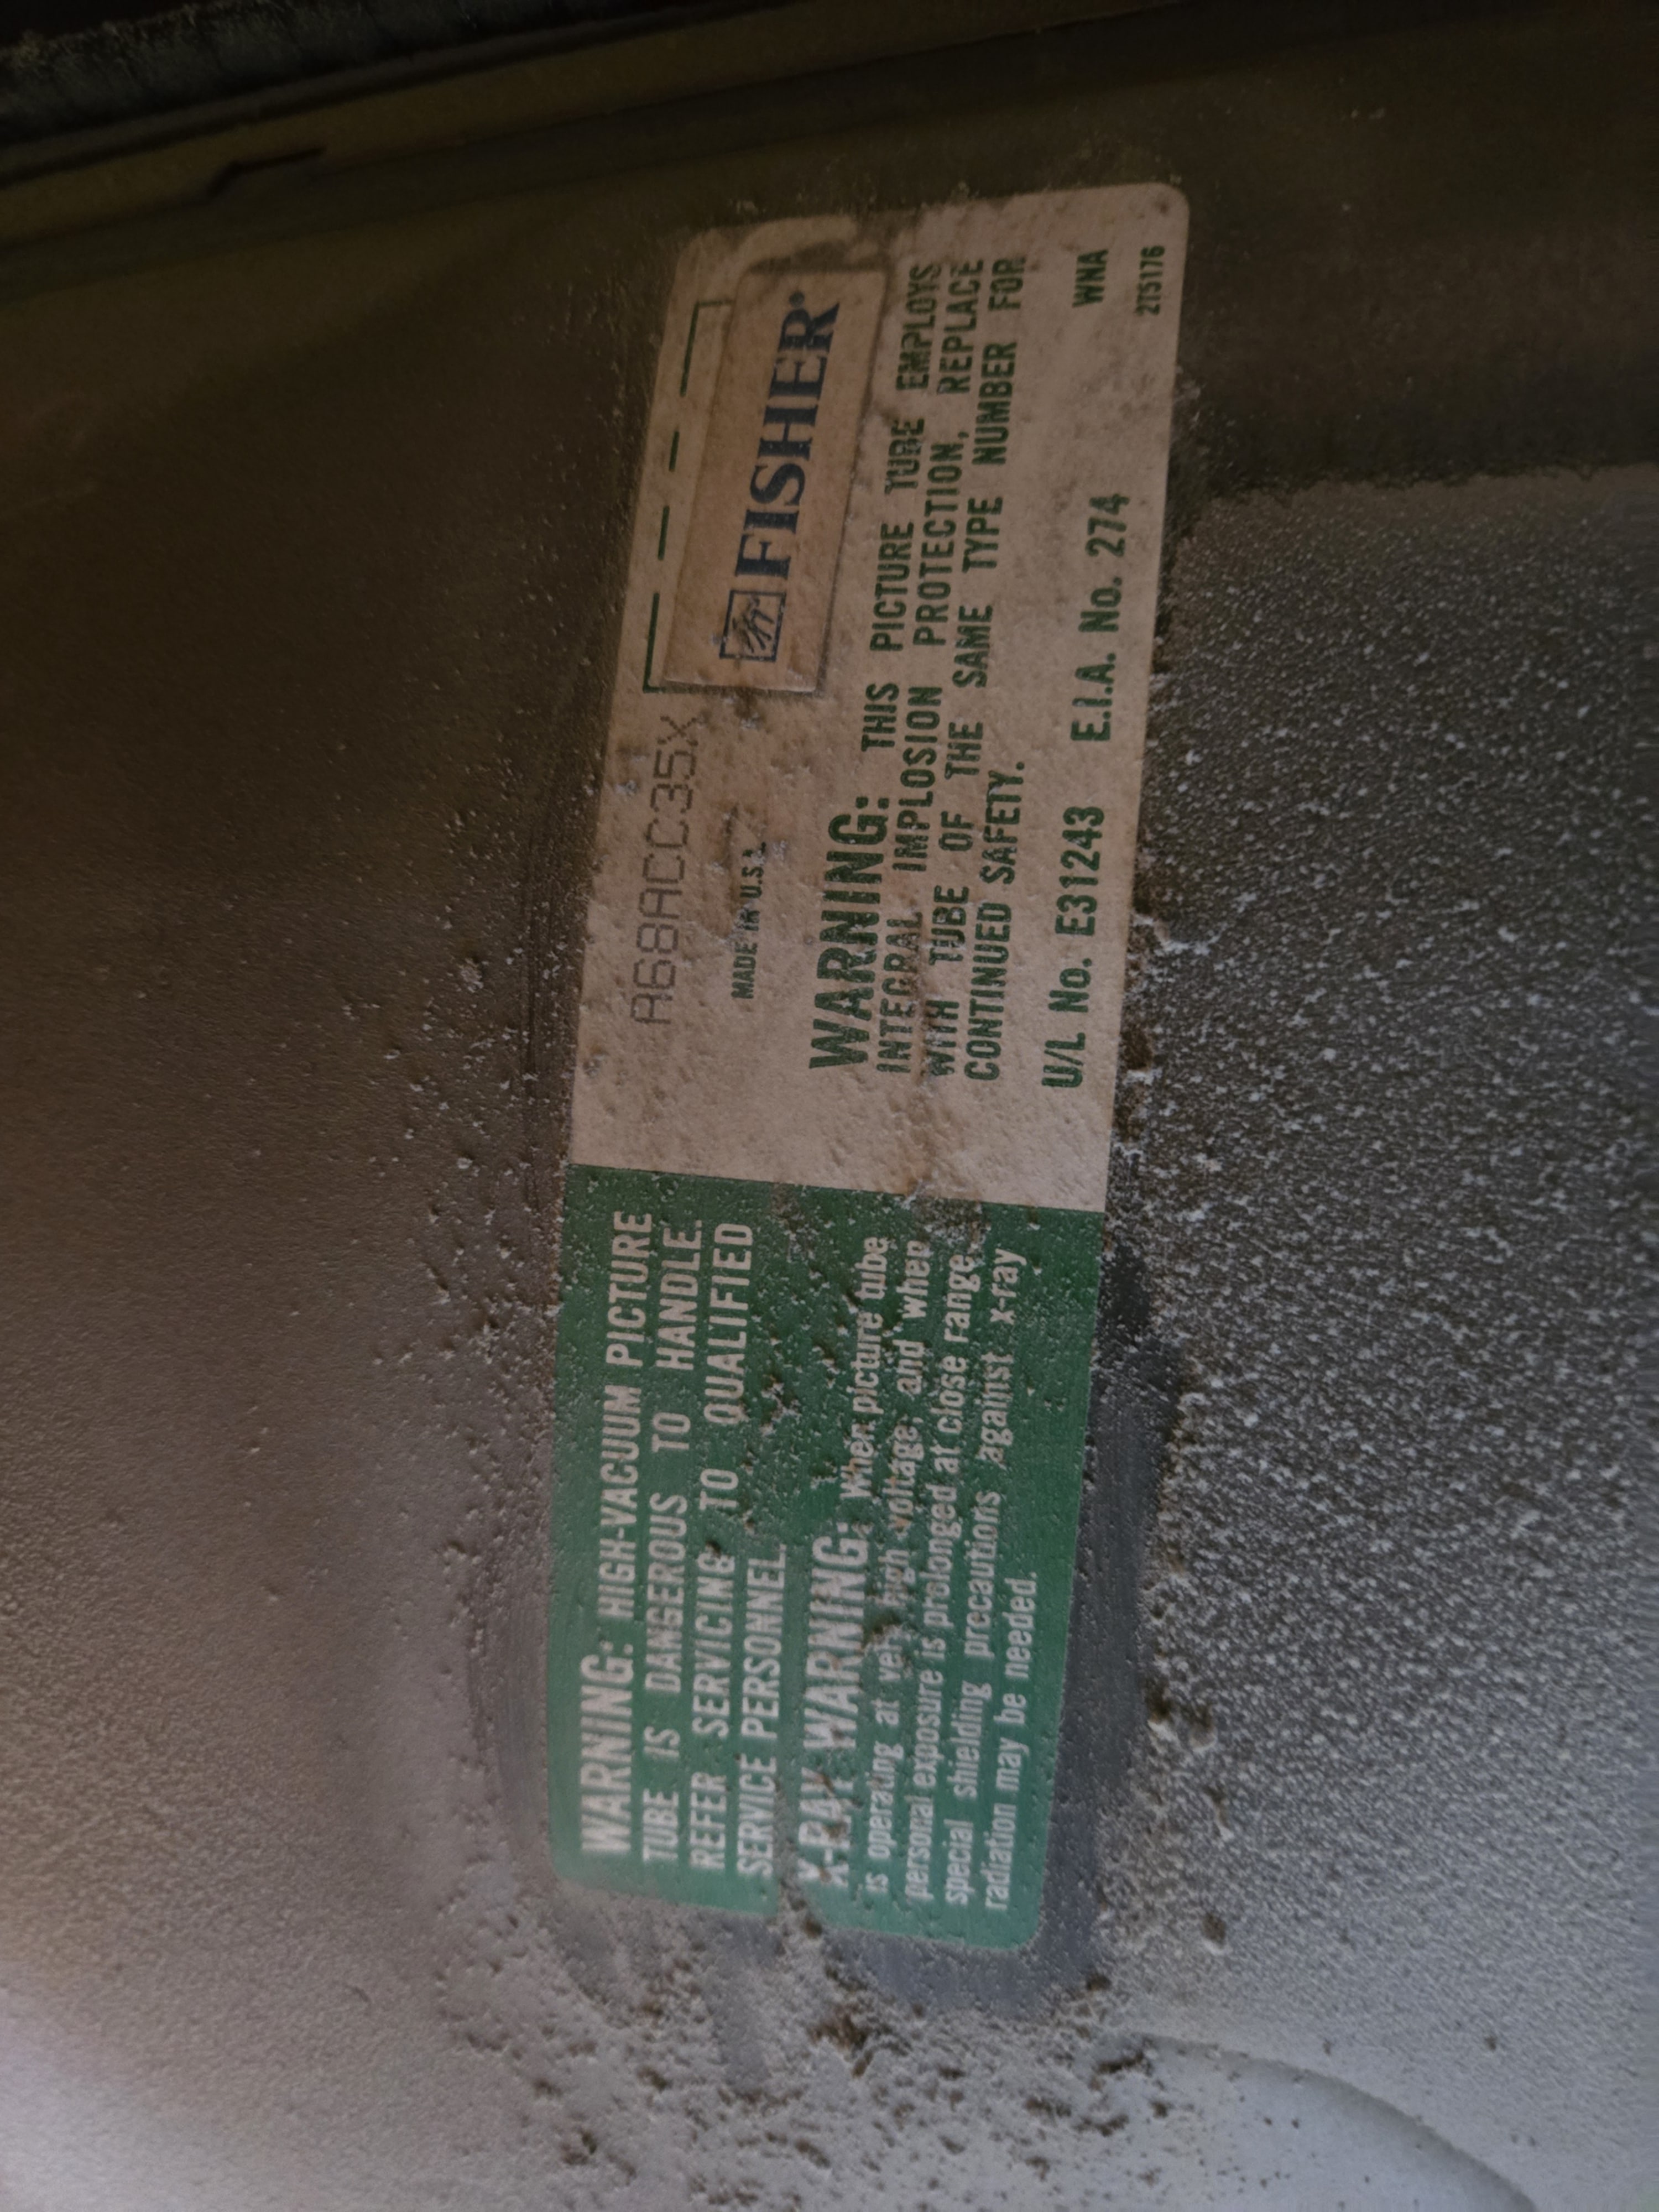 WARNING: HIGH-VACUUM PICTURE
TUBE IS DANGEROUS TO HANDLE.
REFER SERVICING TO QUALIFIED
SERVICE PERSONNEL.
X-RAY WARNING: When picture tube
is operating at very high voltage, and when
personal exposure is prolonged at close range,
special shielding precautions against x-ray
radiation may be needed.
A68ACC35X
MADE IN U.S.A.
FISHER®
WARNING: THIS PICTURE TUBE EMPLOYS
INTEGRAL IMPLOSION PROTECTION, REPLACE
WITH TUBE OF THE SAME TYPE NUMBER FOR
CONTINUED SAFETY.
U/L No. E31243 E.I.A. No. 274 WNA
2T5176